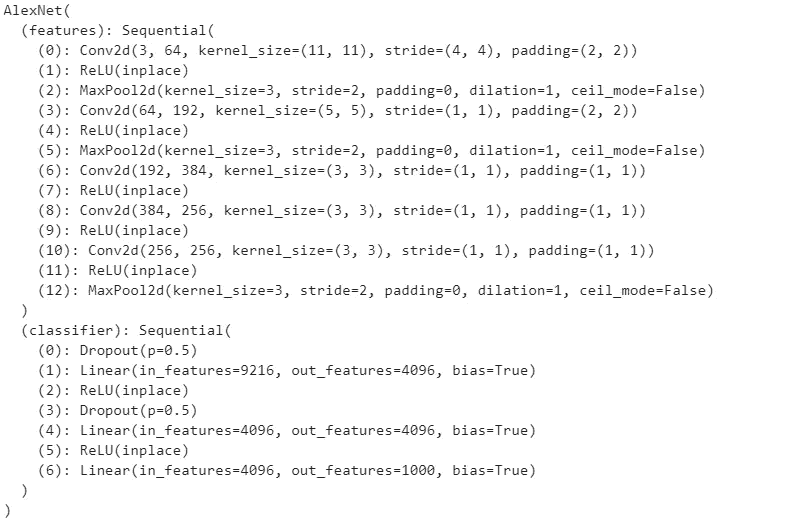 AlexNet(
  (features): Sequential(
    (0): Conv2d(3, 64, kernel_size=(11, 11), stride=(4, 4), padding=(2, 2))
    (1): ReLU(inplace)
    (2): MaxPool2d(kernel_size=3, stride=2, padding=0, dilation=1, ceil_mode=False)
    (3): Conv2d(64, 192, kernel_size=(5, 5), stride=(1, 1), padding=(2, 2))
    (4): ReLU(inplace)
    (5): MaxPool2d(kernel_size=3, stride=2, padding=0, dilation=1, ceil_mode=False)
    (6): Conv2d(192, 384, kernel_size=(3, 3), stride=(1, 1), padding=(1, 1))
    (7): ReLU(inplace)
    (8): Conv2d(384, 256, kernel_size=(3, 3), stride=(1, 1), padding=(1, 1))
    (9): ReLU(inplace)
    (10): Conv2d(256, 256, kernel_size=(3, 3), stride=(1, 1), padding=(1, 1))
    (11): ReLU(inplace)
    (12): MaxPool2d(kernel_size=3, stride=2, padding=0, dilation=1, ceil_mode=False)
  )
  (classifier): Sequential(
    (0): Dropout(p=0.5)
    (1): Linear(in_features=9216, out_features=4096, bias=True)
    (2): ReLU(inplace)
    (3): Dropout(p=0.5)
    (4): Linear(in_features=4096, out_features=4096, bias=True)
    (5): ReLU(inplace)
    (6): Linear(in_features=4096, out_features=1000, bias=True)
  )
)